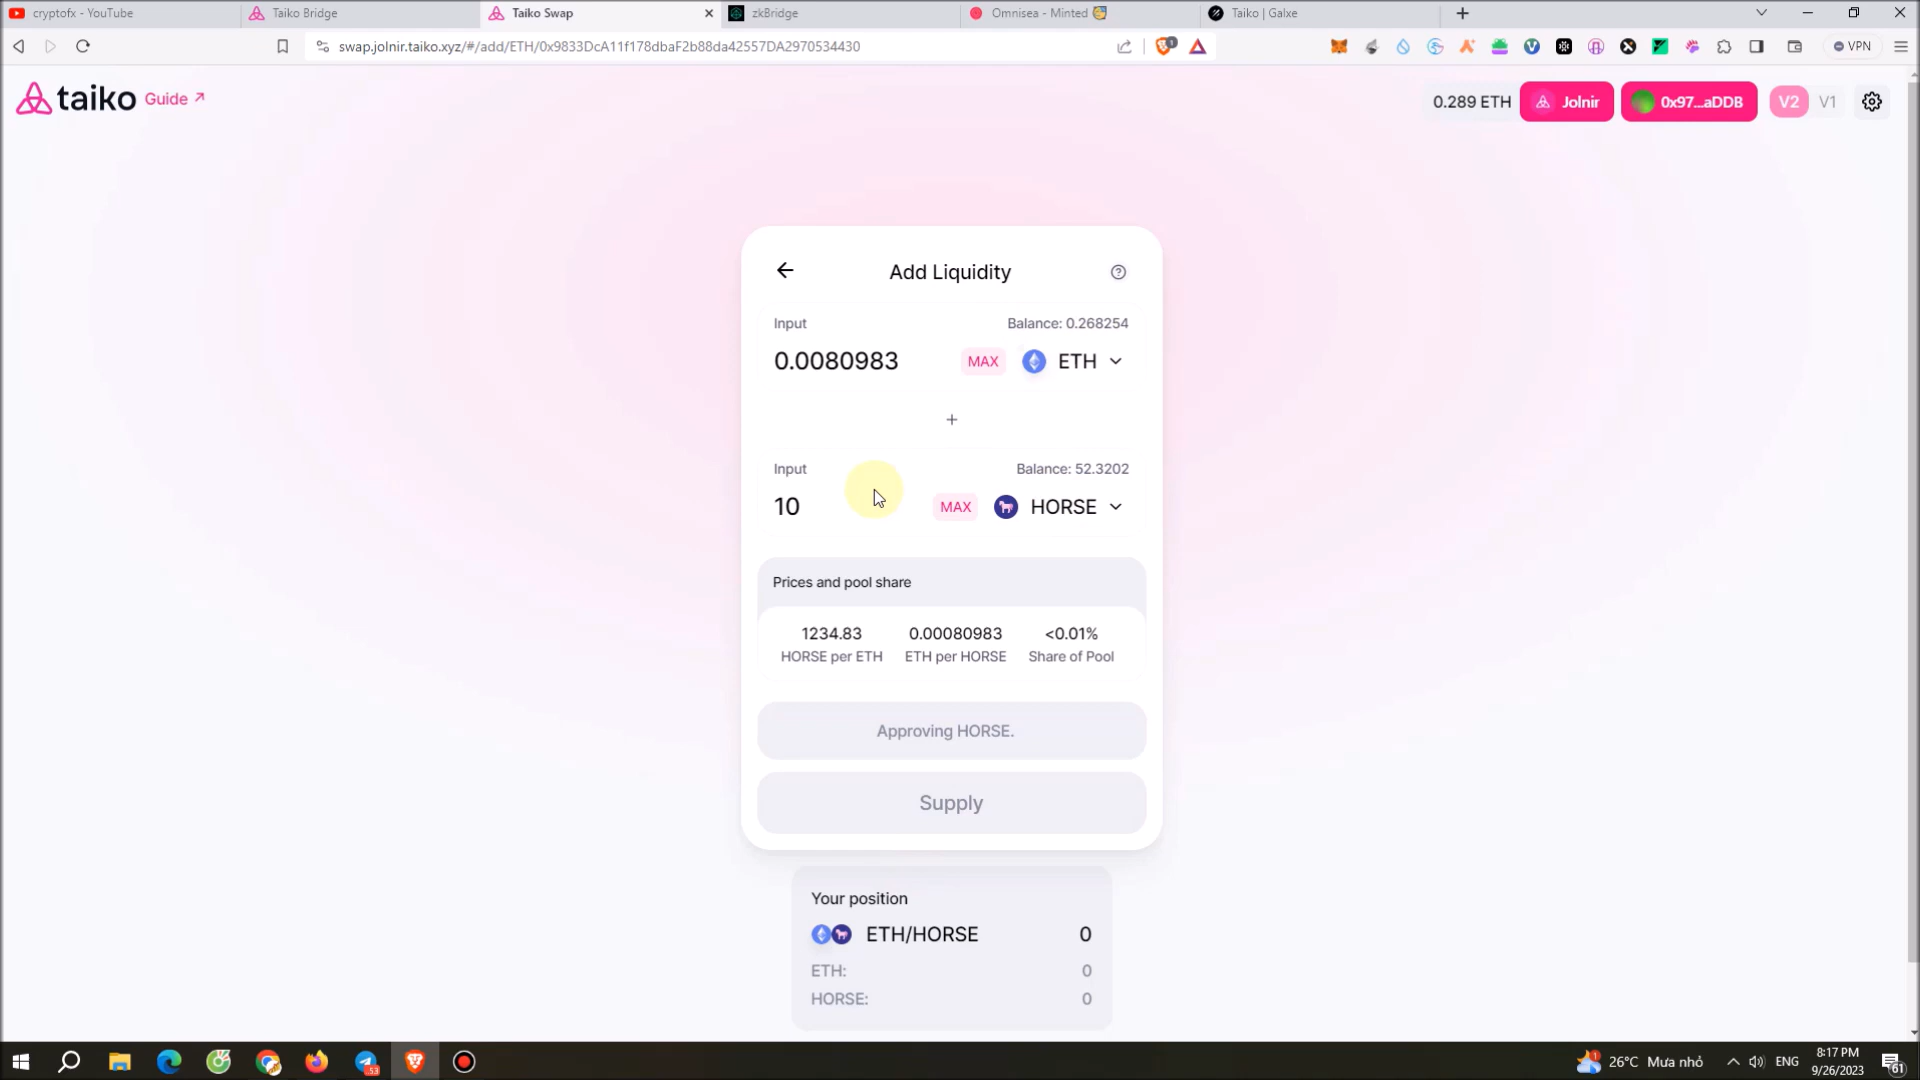 cryptofx - YouTube
Taiko Bridge
Taiko Swap
zkBridge
Omnisea - Minted
Taiko | Galxe
swap.jolnir.taiko.xyz/#/add/ETH/0x9833DcA11f178dbaF2b88da42557DA2970534430
1
VPN
taiko
Guide ↗
0.289 ETH
Jolnir
0x97...aDDB
V2
V1
Add Liquidity
Input
Balance: 0.268254
0.0080983
MAX
ETH
+
Input
Balance: 52.3202
10
MAX
HORSE
Prices and pool share
1234.83
0.00080983
<0.01%
HORSE per ETH
ETH per HORSE
Share of Pool
Approving HORSE.
Supply
Your position
ETH/HORSE
0
ETH:
0
HORSE:
0
53
1
26°C Mưa nhỏ
ENG
8:17 PM
9/26/2023
61